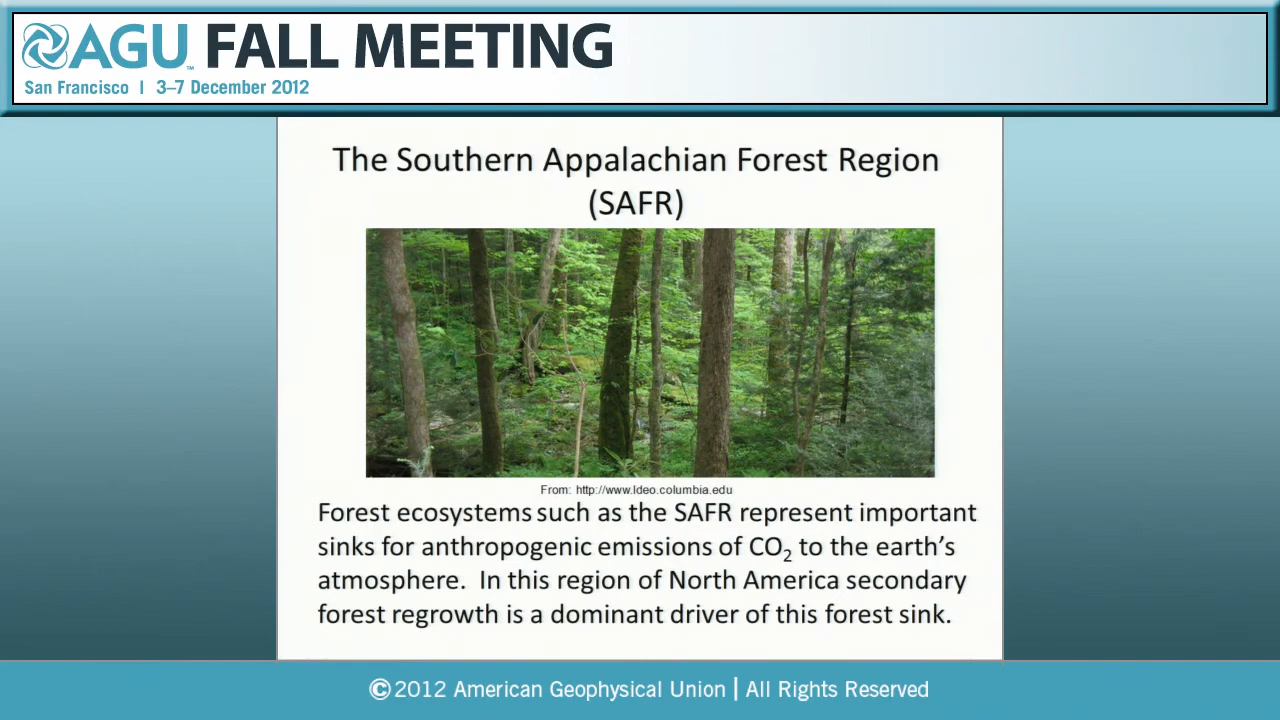 AGU™ FALL MEETING
San Francisco | 3–7 December 2012
The Southern Appalachian Forest Region
(SAFR)
From: http://www.ldeo.columbia.edu
Forest ecosystems such as the SAFR represent important
sinks for anthropogenic emissions of CO₂ to the earth’s
atmosphere. In this region of North America secondary
forest regrowth is a dominant driver of this forest sink.
©2012 American Geophysical Union | All Rights Reserved